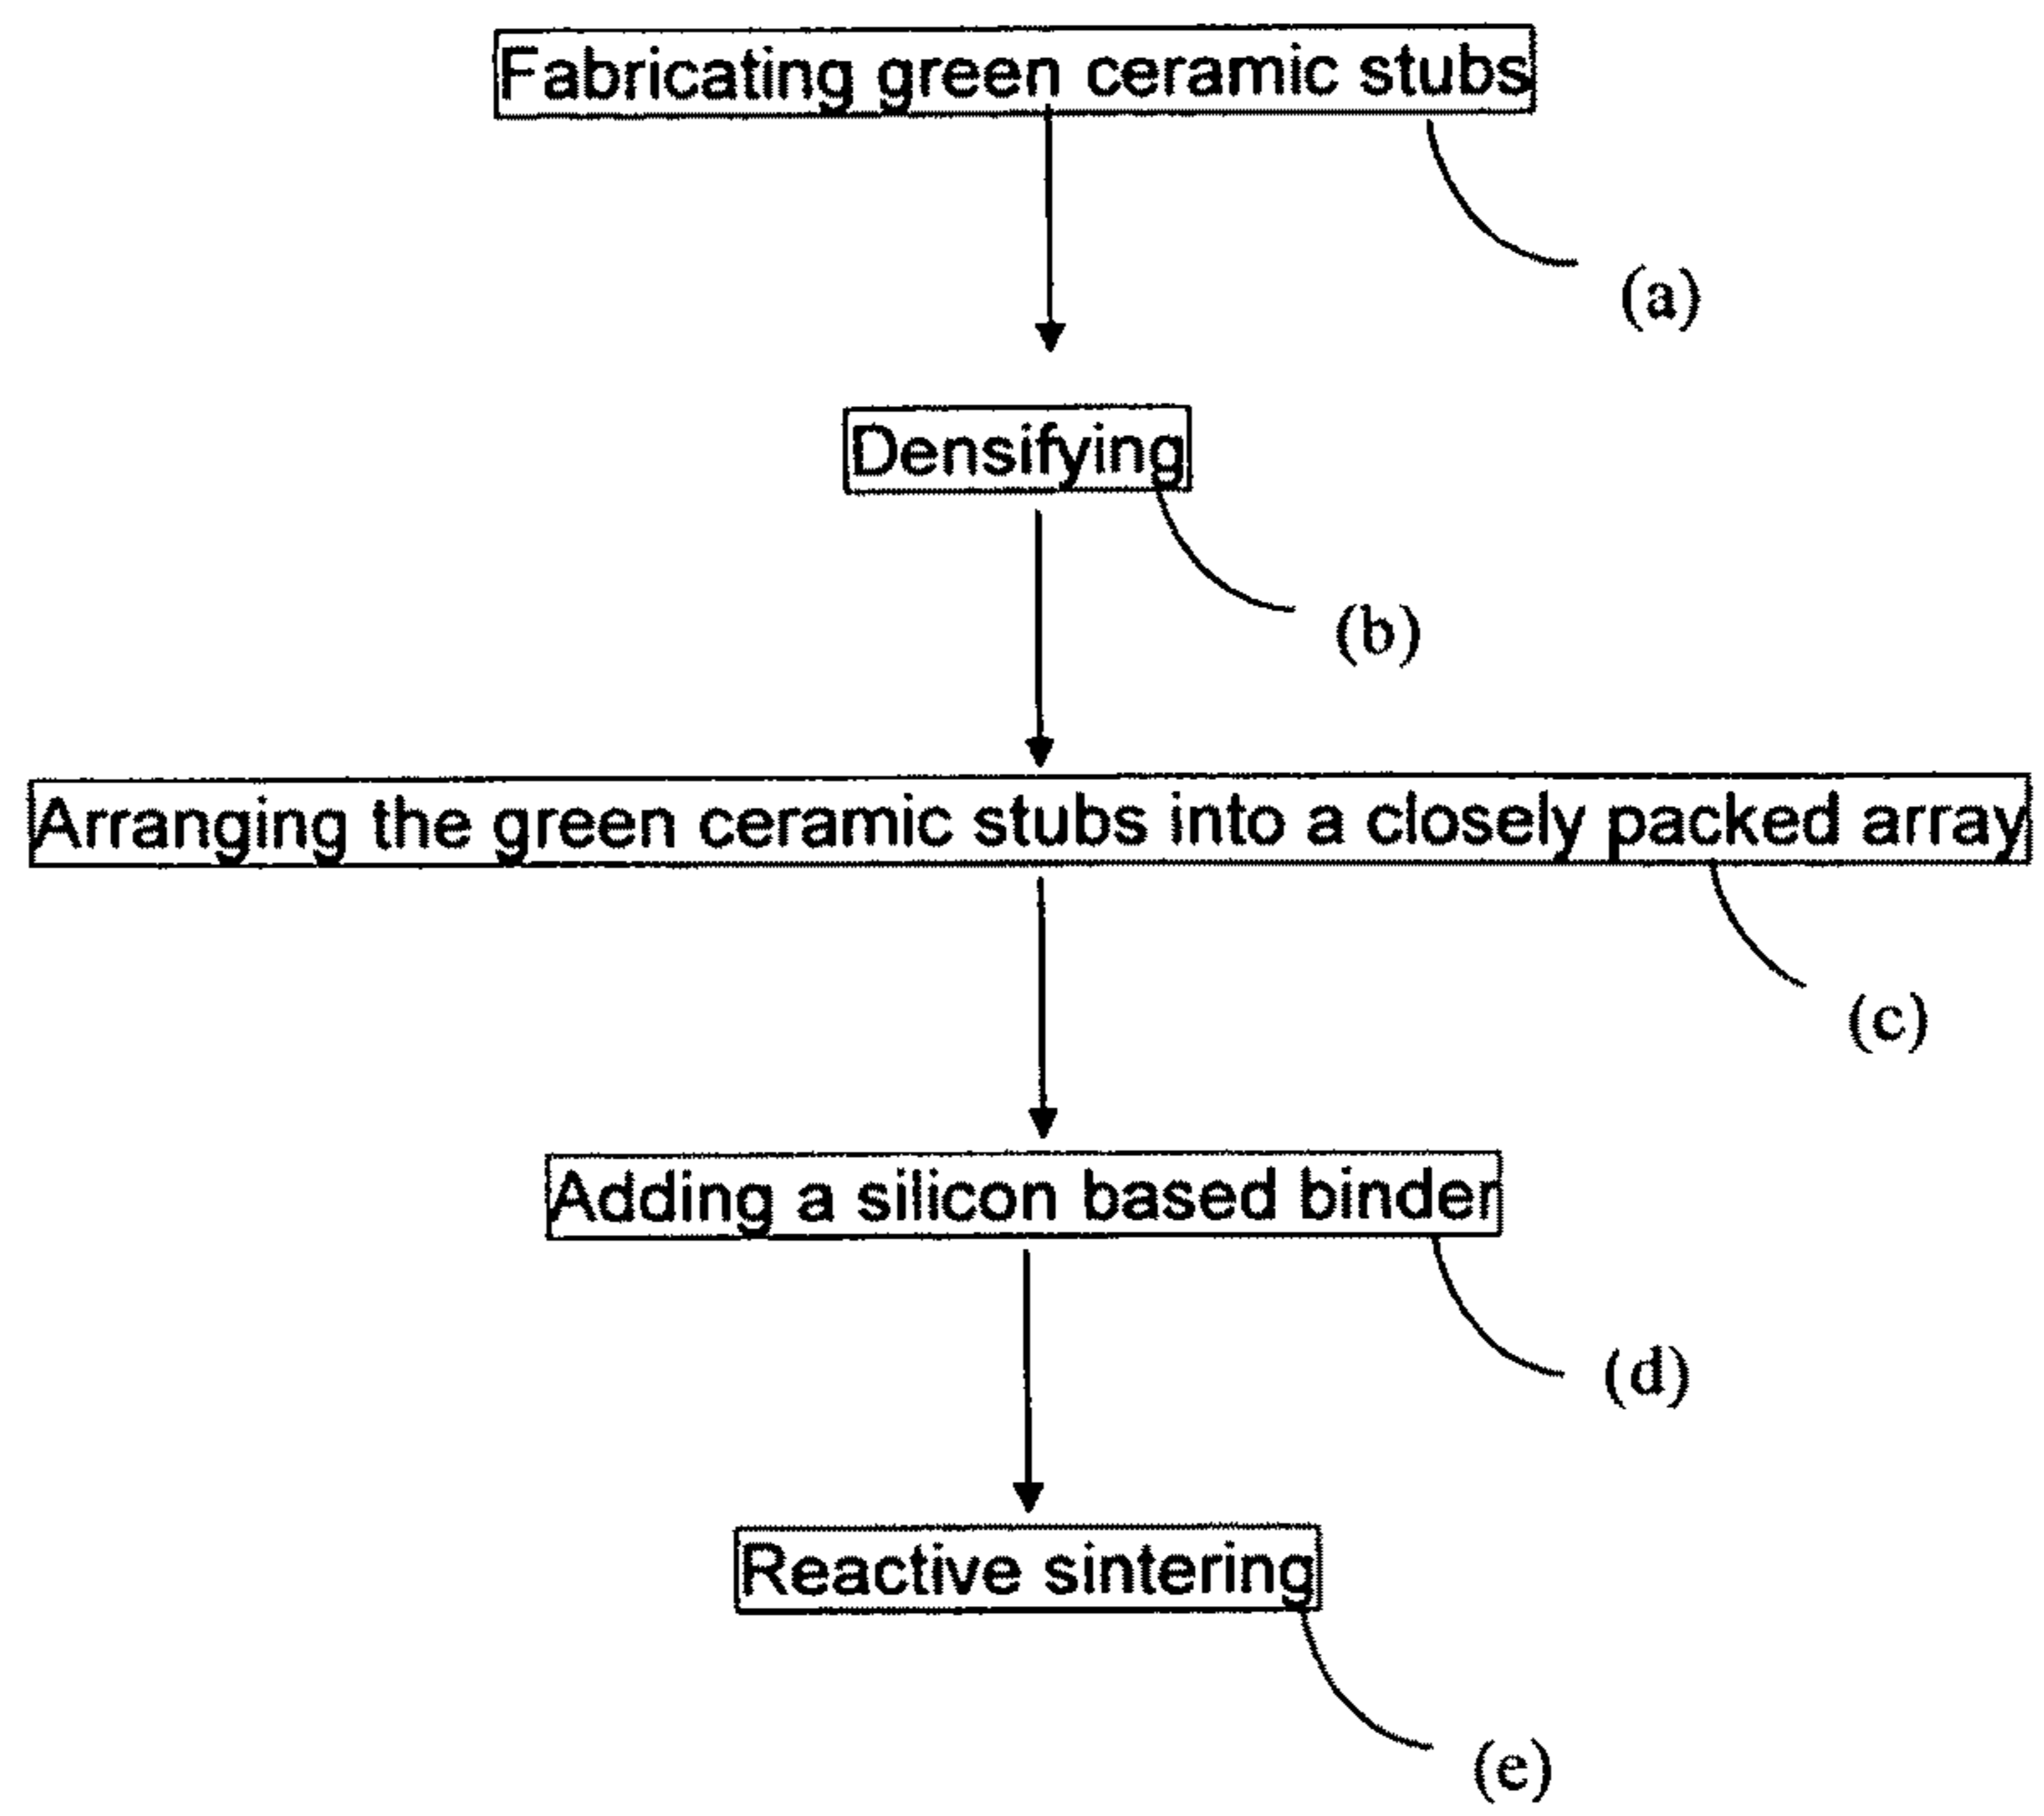 Fabricating green ceramic stubs
(a)
Densifying
(b)
Arranging the green ceramic stubs into a closely packed array
(c)
Adding a silicon based binder
(d)
Reactive sintering
(e)